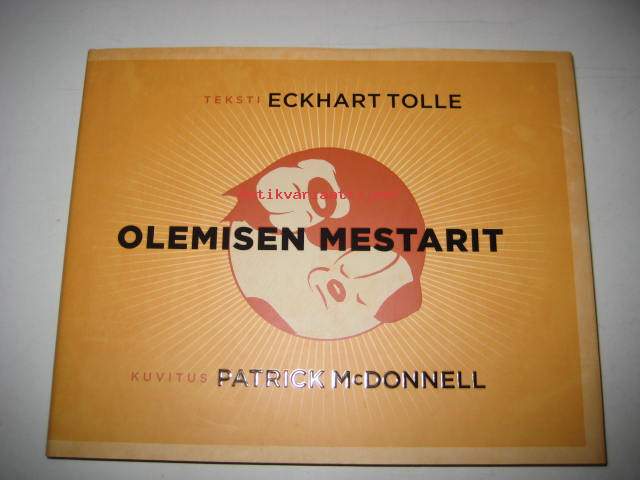 TEKSTI ECKHART TOLLE
OLEMISEN MESTARIT
KUVITUS PATRICK McDONNELL